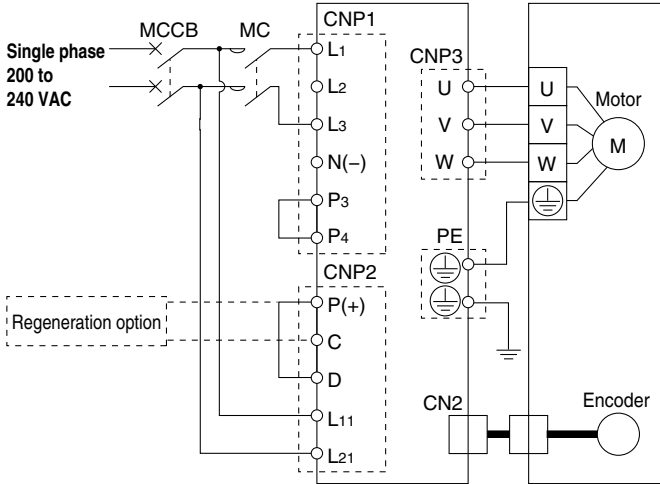 MCCB MC
CNP1
Single phase
200 to
240 VAC
L1
L2
L3
N(−)
P3
P4
CNP3
U
V
W
U
V
W
Motor
M
PE
CNP2
Regeneration option
P(+)
C
D
L11
L21
CN2
Encoder